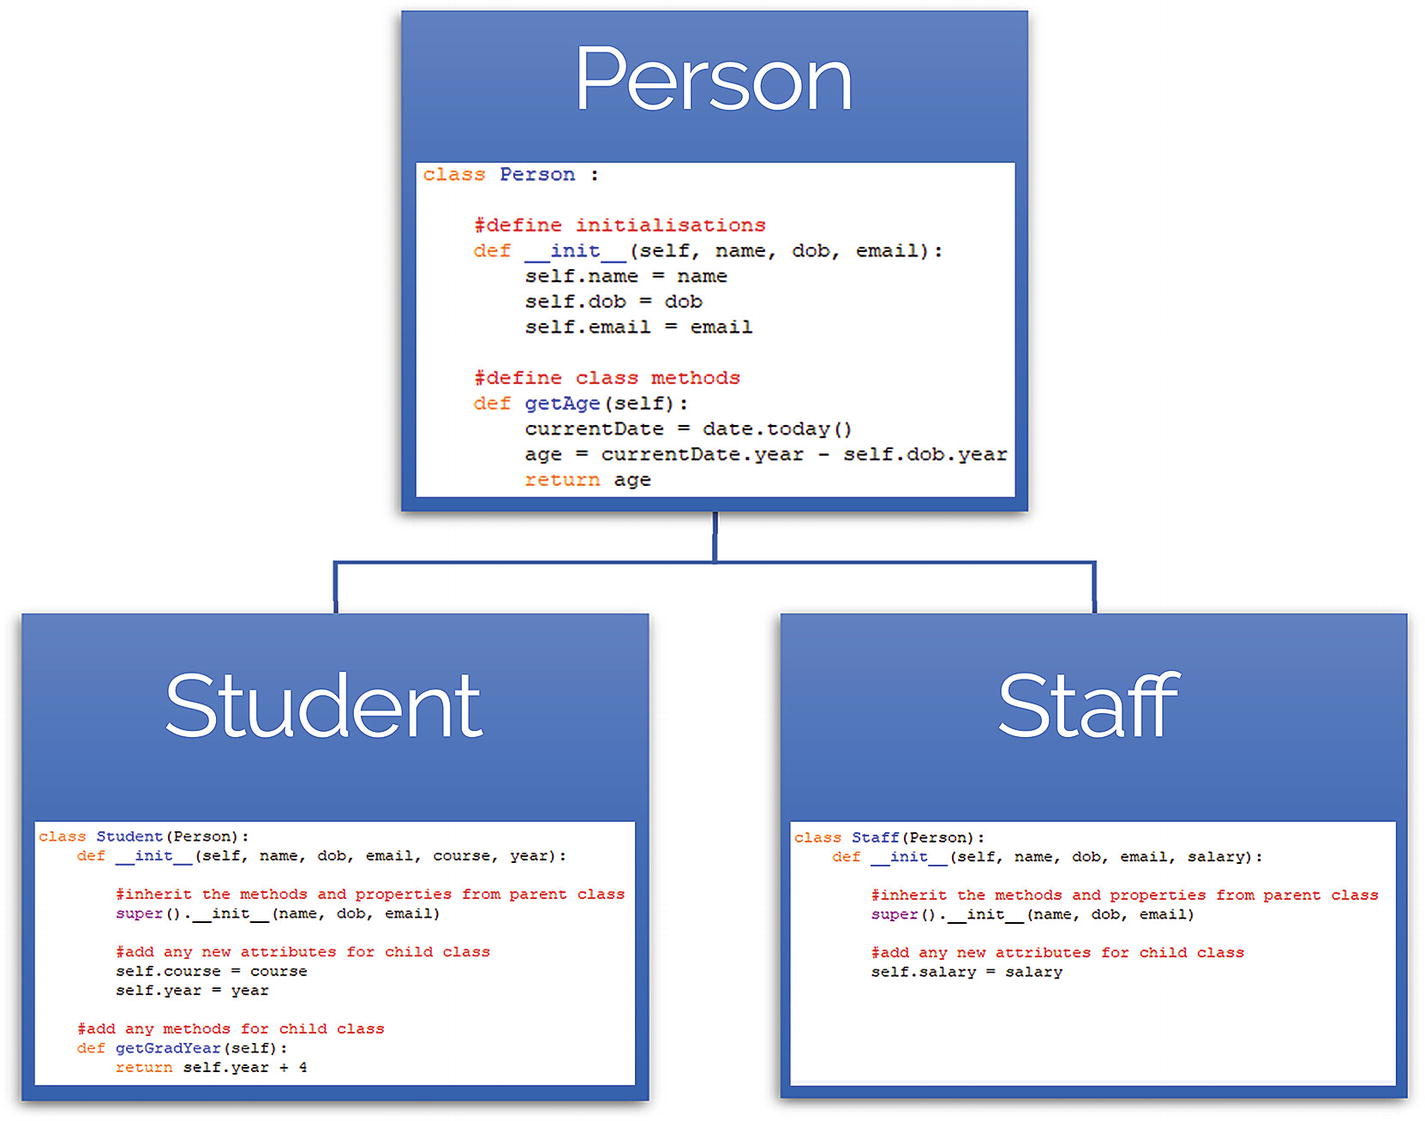 Person
class Person :
#define initialisations
def __init__(self, name, dob, email):
self.name = name
self.dob = dob
self.email = email
#define class methods
def getAge(self):
currentDate = date.today()
age = currentDate.year - self.dob.year
return age
Student
class Student(Person):
def __init__(self, name, dob, email, course, year):
#inherit the methods and properties from parent class
super().__init__(name, dob, email)
#add any new attributes for child class
self.course = course
self.year = year
#add any methods for child class
def getGradYear(self):
return self.year + 4
Staff
class Staff(Person):
def __init__(self, name, dob, email, salary):
#inherit the methods and properties from parent class
super().__init__(name, dob, email)
#add any new attributes for child class
self.salary = salary